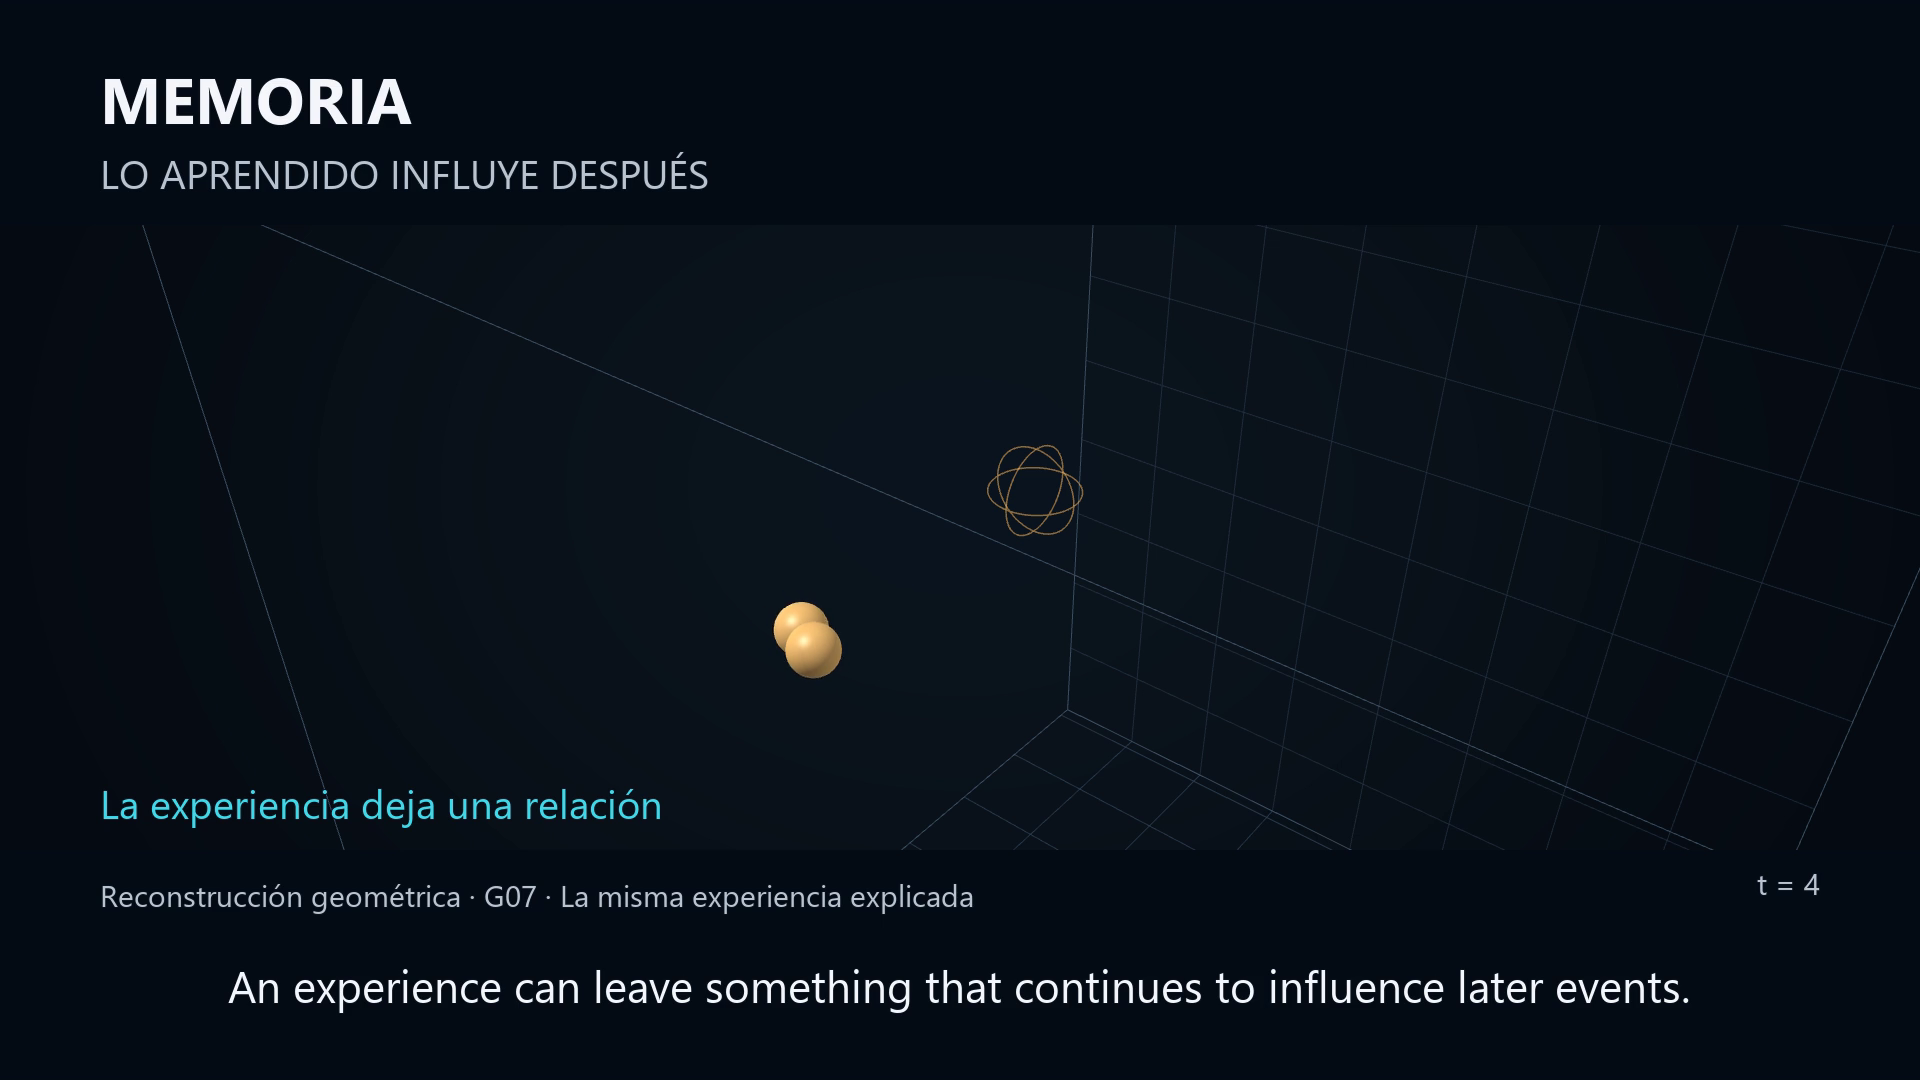 MEMORIA
LO APRENDIDO INFLUYE DESPUÉS
La experiencia deja una relación
Reconstrucción geométrica · G07 · La misma experiencia explicada
t = 4
An experience can leave something that continues to influence later events.